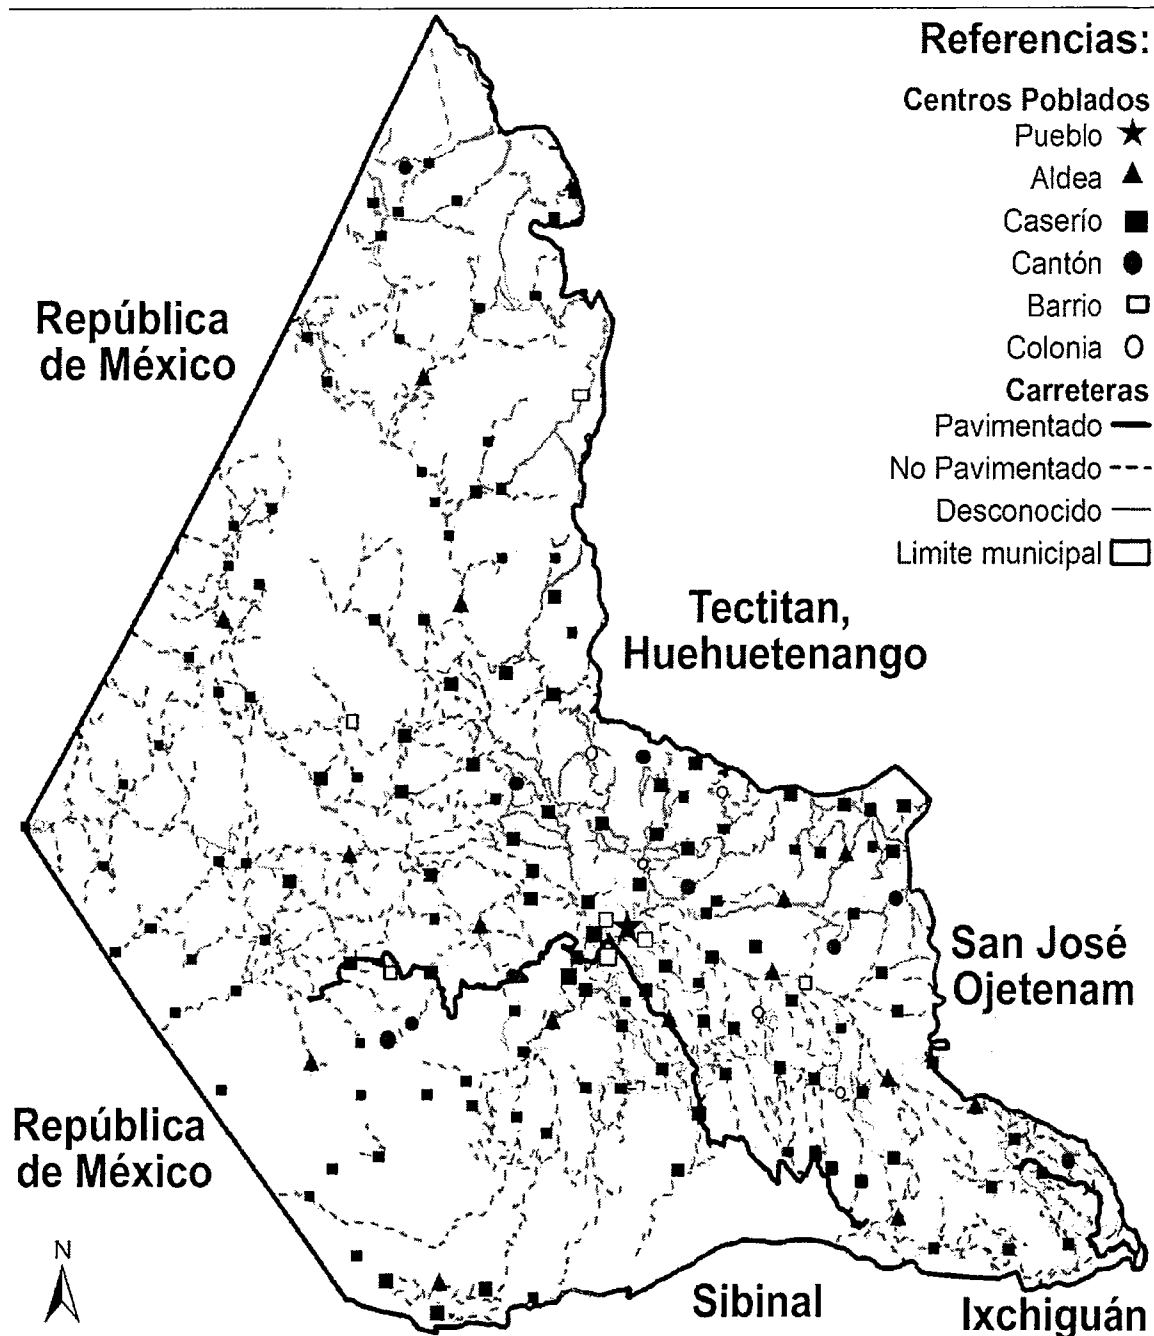 Referencias:
Centros Poblados
Pueblo
Aldea
Caserío
Cantón
Barrio
Colonia
Carreteras
Pavimentado
No Pavimentado
Desconocido
Limite municipal
República
de México
Tectitan,
Huehuetenango
San José
Ojetenam
República
de México
N
Sibinal
Ixchiguán